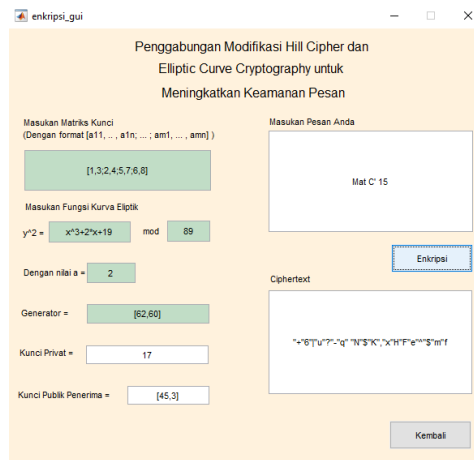 enkripsi_gui
Penggabungan Modifikasi Hill Cipher dan
Elliptic Curve Cryptography untuk
Meningkatkan Keamanan Pesan
Masukan Matriks Kunci
(Dengan format [a11, .. , a1n; ... ; am1, ... , amn] )
[1,3;2,4;5,7;6,8]
Masukan Fungsi Kurva Eliptik
y^2 = x^3+2*x+19 mod 89
Dengan nilai a = 2
Generator = [62,60]
Kunci Privat = 17
Kunci Publik Penerima = [45,3]
Masukan Pesan Anda
Mat C' 15
Enkripsi
Ciphertext
"+"6"|"u"?"-"q" "N"$"K","x"H"F"e"^"$"m"f
Kembali